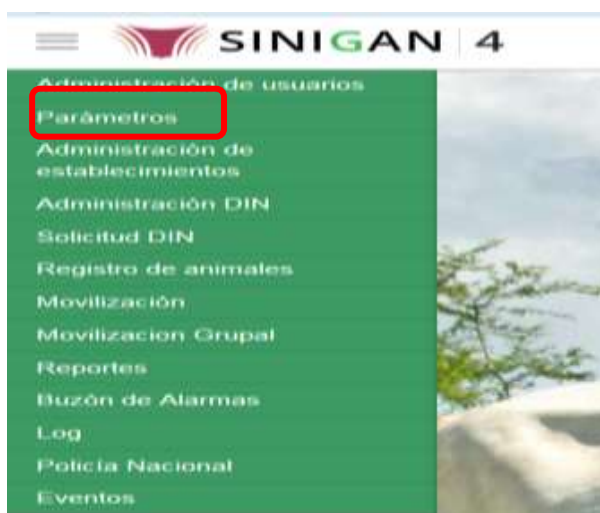 SINIGAN 4
Administración de usuarios
Parámetros
Administración de
establecimientos
Administración DIN
Solicitud DIN
Registro de animales
Movilización
Movilizacion Grupal
Reportes
Buzón de Alarmas
Log
Policía Nacional
Eventos